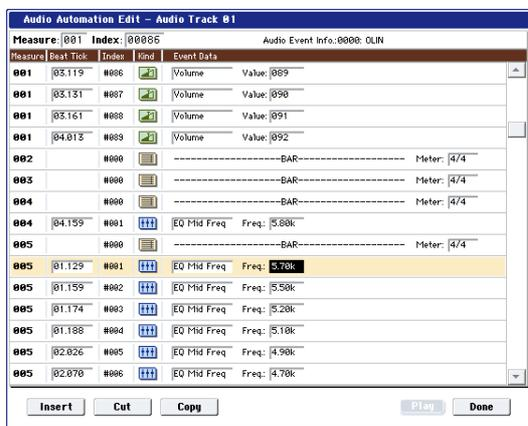 Audio Automation Edit - Audio Track 01
Measure: 001 Index: 00086 Audio Event Info.:0000: OLIN
Measure Beat Tick Index Kind Event Data
001 03.119 #086 Volume Value: 089
001 03.131 #087 Volume Value: 090
001 03.161 #088 Volume Value: 091
001 04.013 #089 Volume Value: 092
002 #000 --------------------BAR-------------------- Meter: 4/4
003 #000 --------------------BAR-------------------- Meter: 4/4
004 #000 --------------------BAR-------------------- Meter: 4/4
004 04.159 #001 EQ Mid Freq Freq.: 5.80k
005 #000 --------------------BAR-------------------- Meter: 4/4
005 01.129 #001 EQ Mid Freq Freq.: 5.70k
005 01.159 #002 EQ Mid Freq Freq.: 5.50k
005 01.174 #003 EQ Mid Freq Freq.: 5.20k
005 01.188 #004 EQ Mid Freq Freq.: 5.10k
005 02.026 #005 EQ Mid Freq Freq.: 4.90k
005 02.070 #006 EQ Mid Freq Freq.: 4.70k
Insert Cut Copy Play Done